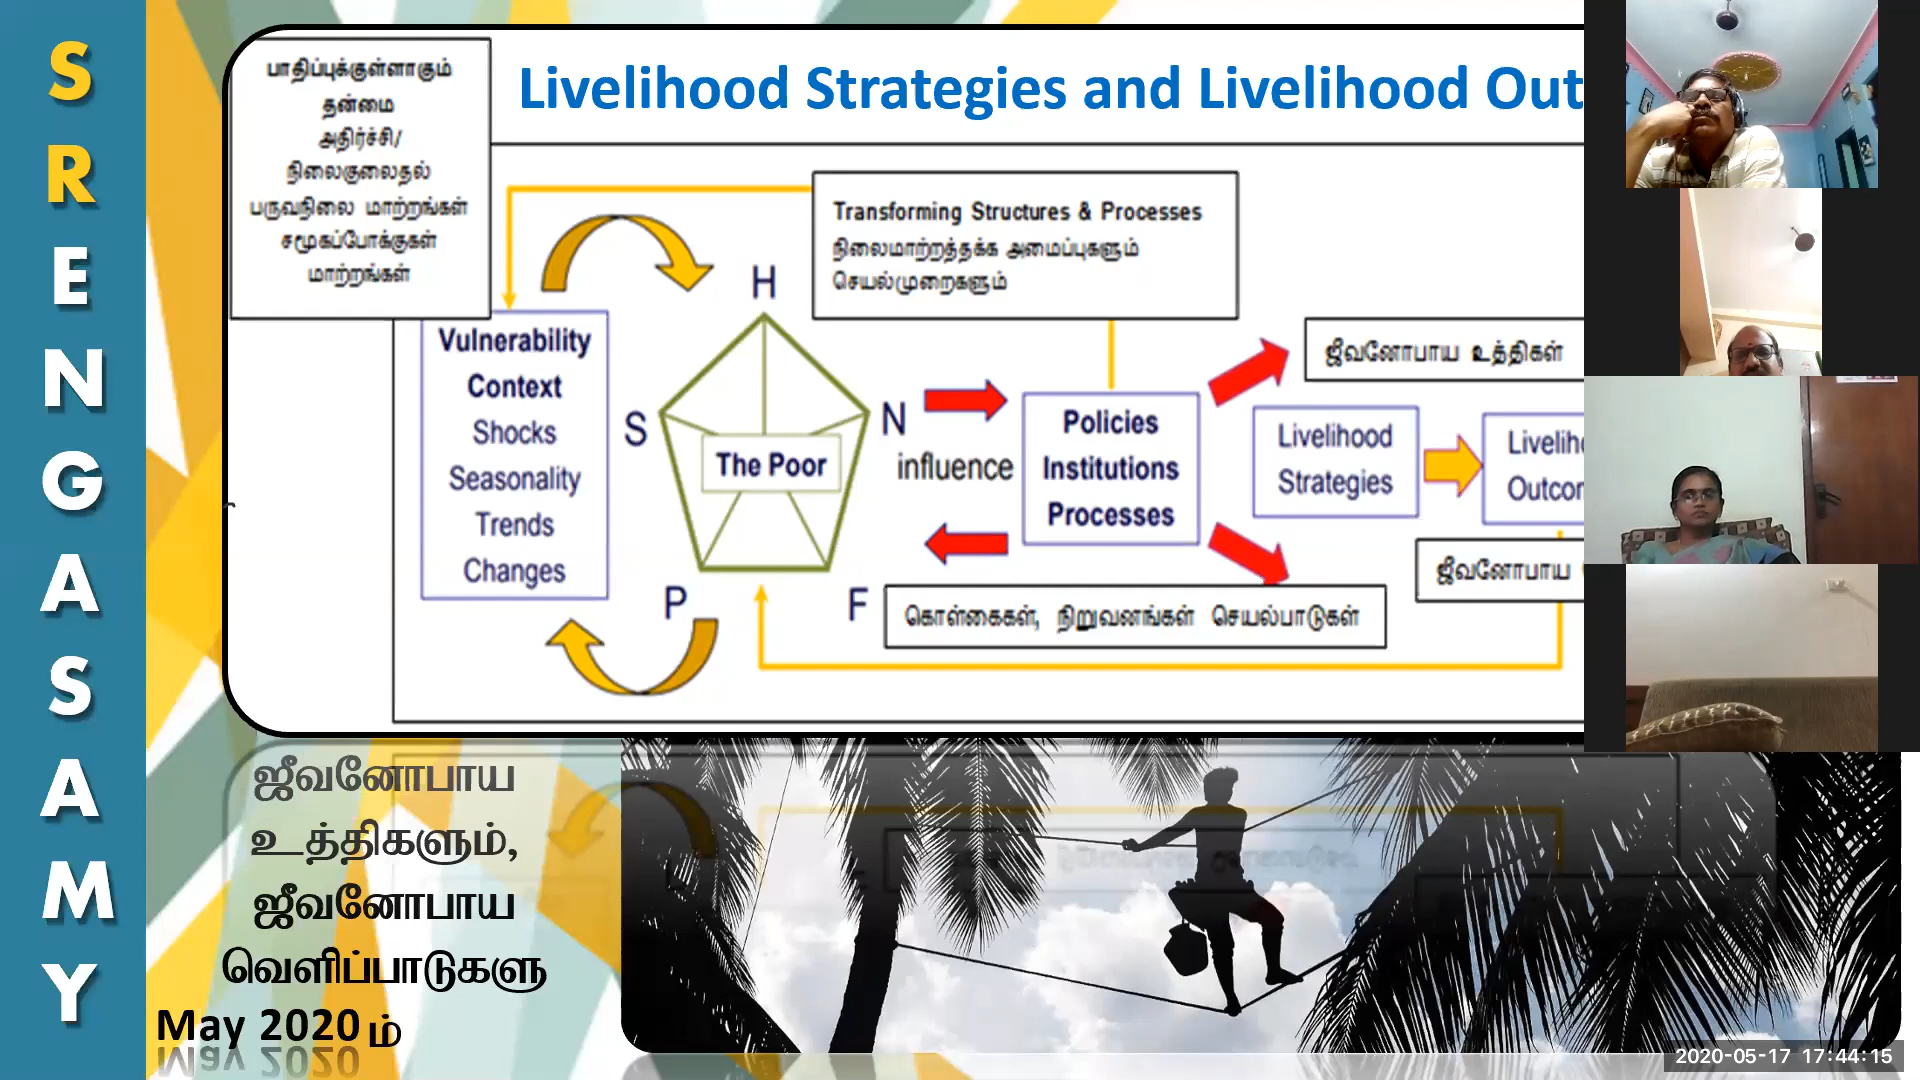 S
R
E
N
G
A
S
A
M
Y
பாதிப்புக்குள்ளாகும்
தன்மை
அதிர்ச்சி/
நிலைகுலைதல்
பருவநிலை மாற்றங்கள்
சமூகப்போக்குகள்
மாற்றங்கள்
Livelihood Strategies and Livelihood Out
Transforming Structures & Processes
நிலைமாற்றத்தக்க அமைப்புகளும்
செயல்முறைகளும்
Vulnerability
Context
Shocks
Seasonality
Trends
Changes
H
S
N
P
F
The Poor
influence
Policies
Institutions
Processes
ஜீவனோபாய உத்திகள்
Livelihood
Strategies
Liveliho
Outcor
ஜீவனோபாய
கொள்கைகள், நிறுவனங்கள் செயல்பாடுகள்
ஜீவனோபாய
உத்திகளும்,
ஜீவனோபாய
வெளிப்பாடுகளு
ம்
May 2020
2020-05-17 17:44:15